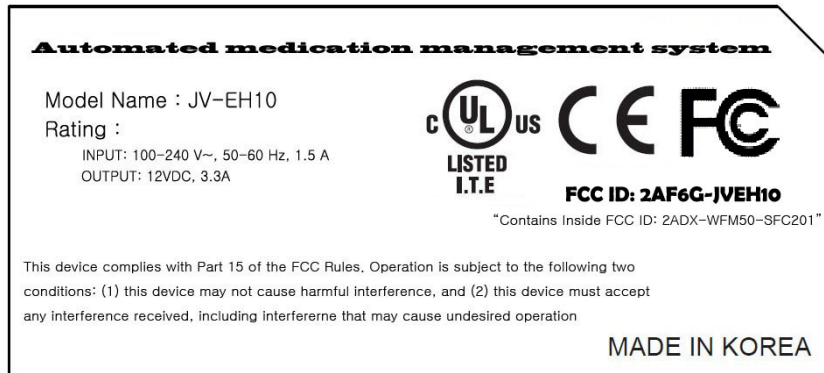 Automated medication management system
Model Name : JV-EH10
Rating :
INPUT: 100-240 V~, 50-60 Hz, 1.5 A
OUTPUT: 12VDC, 3.3A
C UL ® US
LISTED
I.T.E
CE
FC
FCC ID: 2AF6G-JVEH10
“Contains Inside FCC ID: 2ADX-WFM50-SFC201”
This device complies with Part 15 of the FCC Rules. Operation is subject to the following two
conditions: (1) this device may not cause harmful interference, and (2) this device must accept
any interference received, including interfererne that may cause undesired operation
MADE IN KOREA